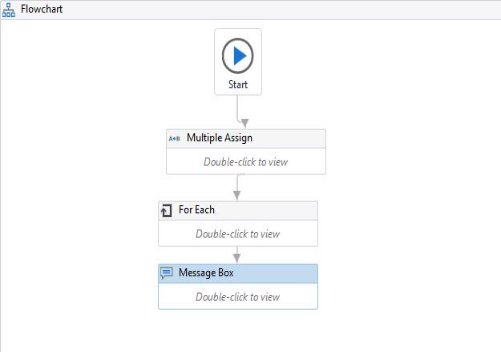 Flowchart
Start
A+B Multiple Assign
Double-click to view
For Each
Double-click to view
Message Box
Double-click to view